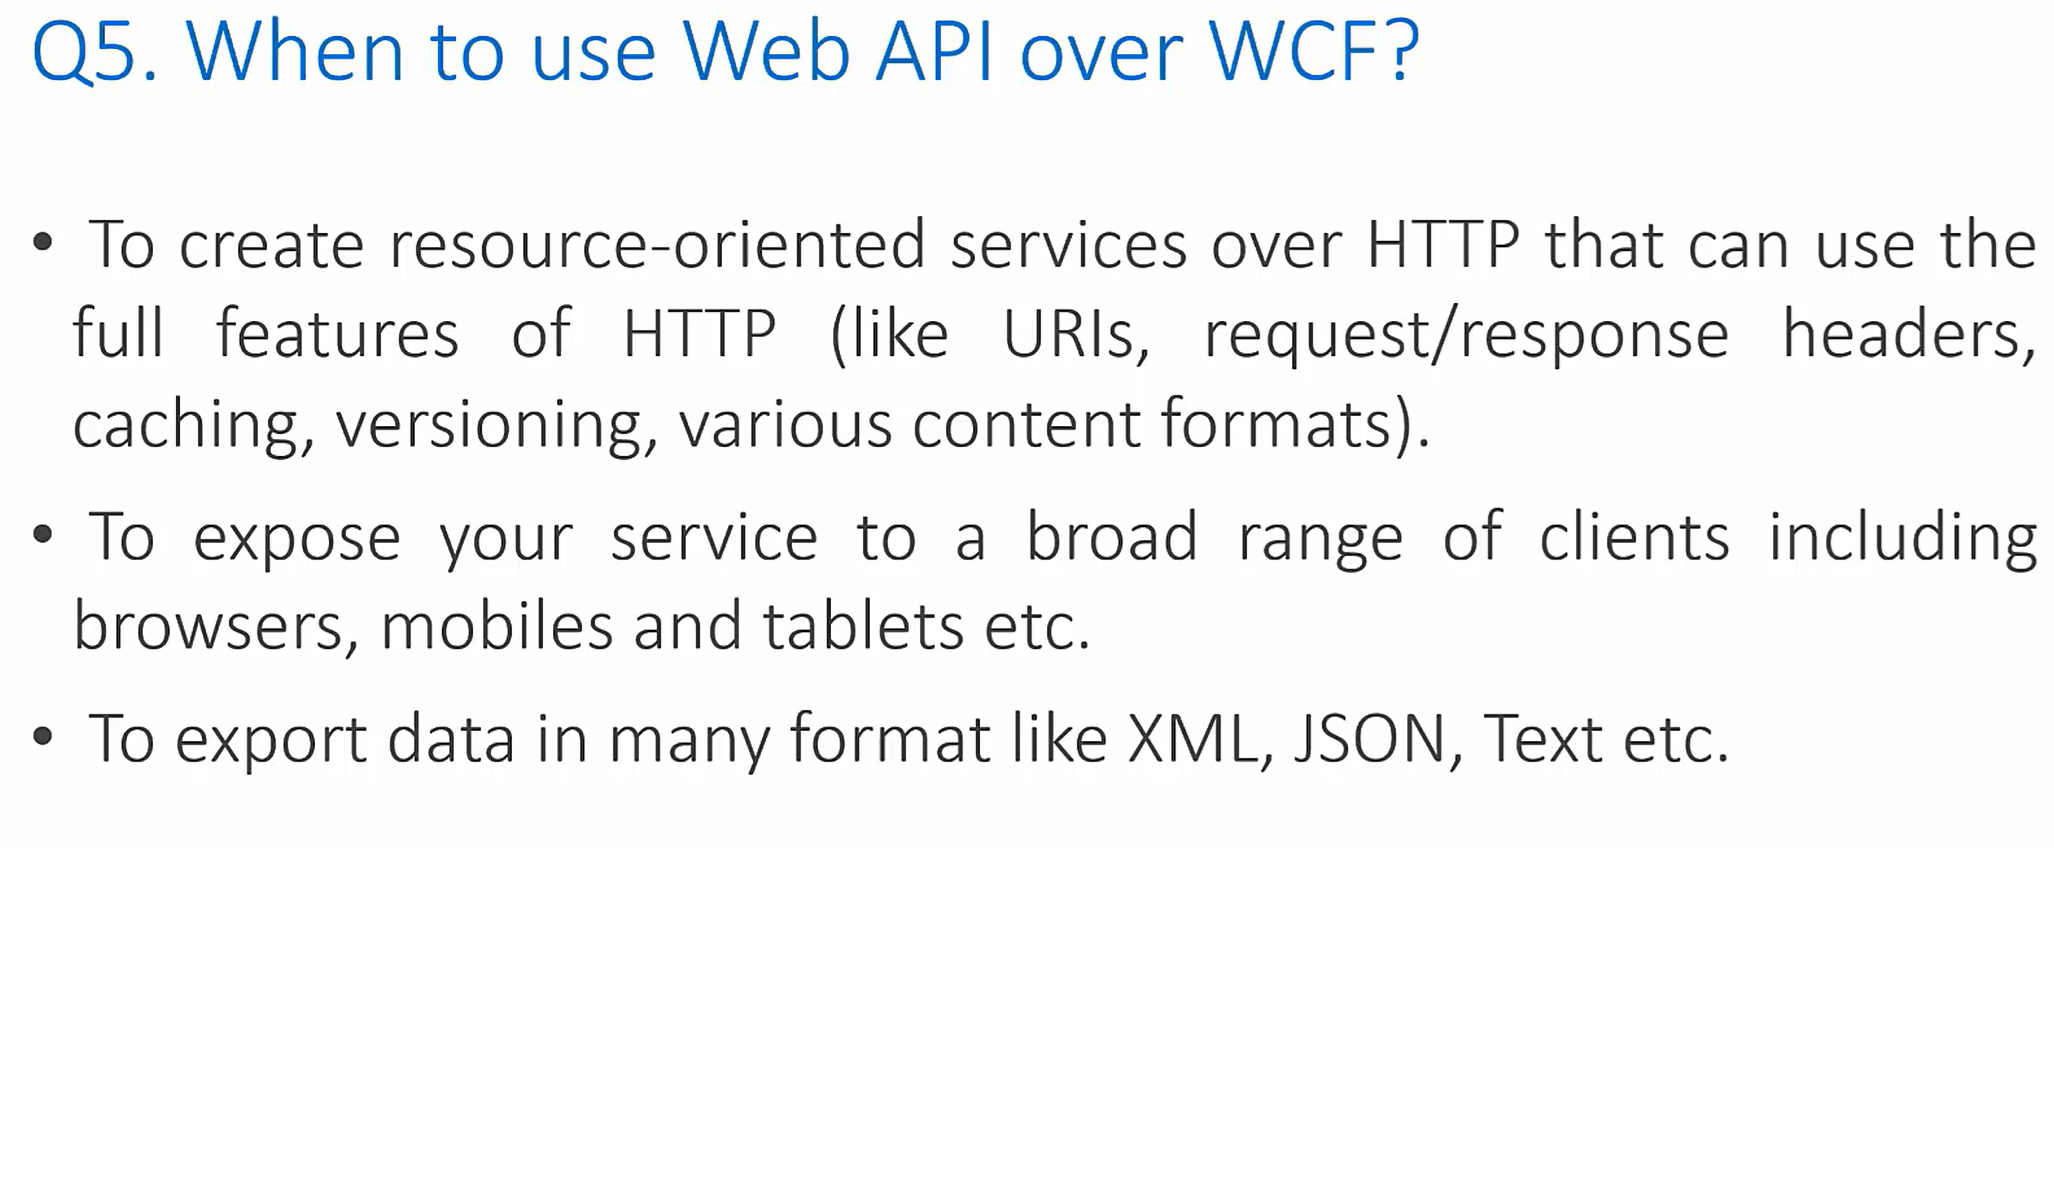 Q5. When to use Web API over WCF?
• To create resource-oriented services over HTTP that can use the
full features of HTTP (like URIs, request/response headers,
caching, versioning, various content formats).
• To expose your service to a broad range of clients including
browsers, mobiles and tablets etc.
• To export data in many format like XML, JSON, Text etc.